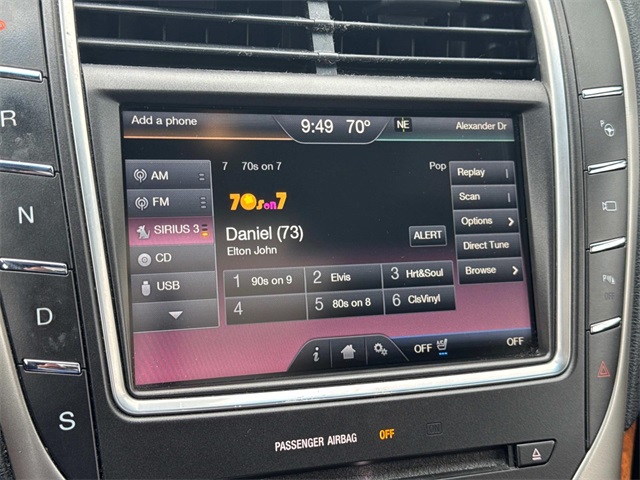 R
N
D
S
Add a phone
9:49 70°
NE
Alexander Dr
AM
FM
SIRIUS 3
CD
USB
7 70s on 7
Pop
70s on 7
Daniel (73)
Elton John
ALERT
1 90s on 9
2 Elvis
3 Hrt&Soul
4
5 80s on 8
6 ClsVinyl
Replay
Scan
Options
Direct Tune
Browse
i
OFF
OFF
PASSENGER AIRBAG OFF